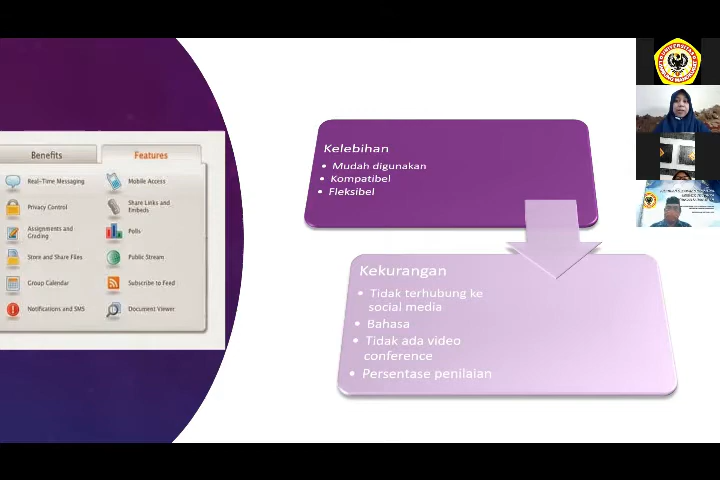 Benefits
Features
Real-Time Messaging
Mobile Access
Privacy Control
Share Links and
Embeds
Assignments and
Grading
Polls
Store and Share Files
Public Stream
Group Calendar
Subscribe to Feed
Notifications and SMS
Document Viewer
Kelebihan
• Mudah digunakan
• Kompatibel
• Fleksibel
Kekurangan
• Tidak terhubung ke
social media
• Bahasa
• Tidak ada video
conference
• Persentase penilaian